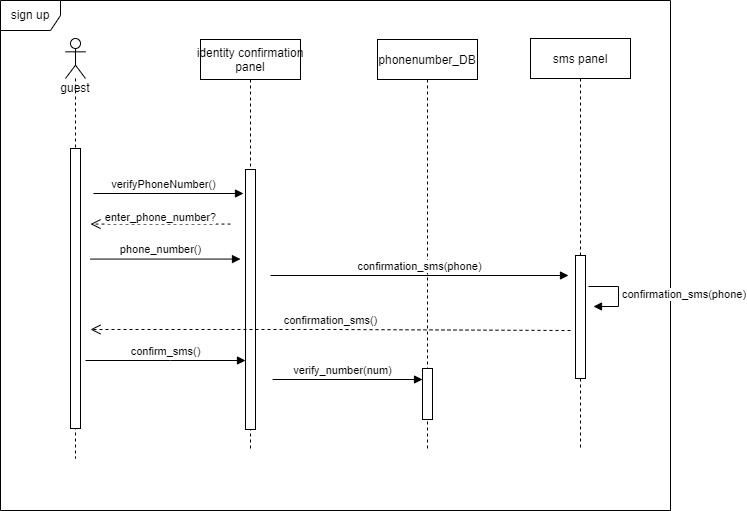 sign up
guest
identity confirmation
panel
phonenumber_DB
sms panel
verifyPhoneNumber()
enter_phone_number?
phone_number()
confirmation_sms(phone)
confirmation_sms(phone)
confirmation_sms()
confirm_sms()
verify_number(num)